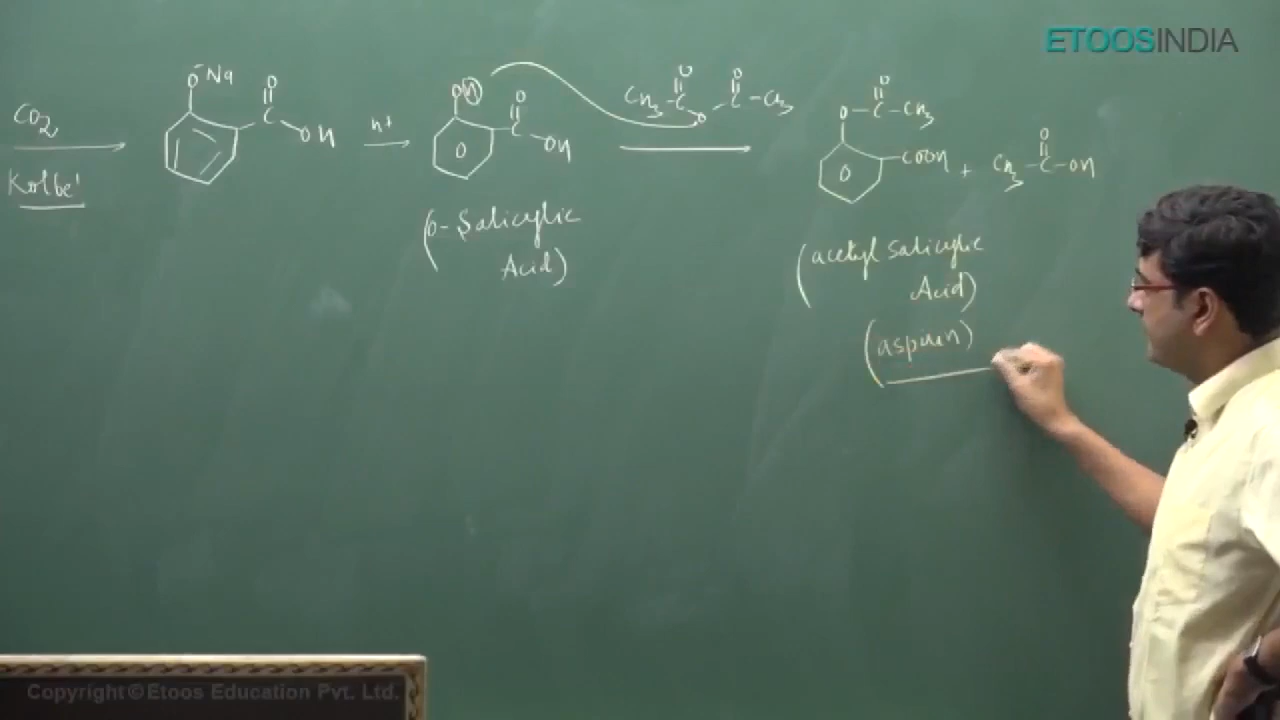 ETOOSINDIA
CO2
Kolbe'
O-Na
O
C
OH
H+
OH
O
C
OH
O
(o-Salicylic
Acid)
O O
CH3-C C-CH3
O
O
O-C-CH3
O
COOH + CH3-C-OH
O
(acetyl salicylic
Acid)
(aspirin)
Copyright©Etoos Education Pvt. Ltd.